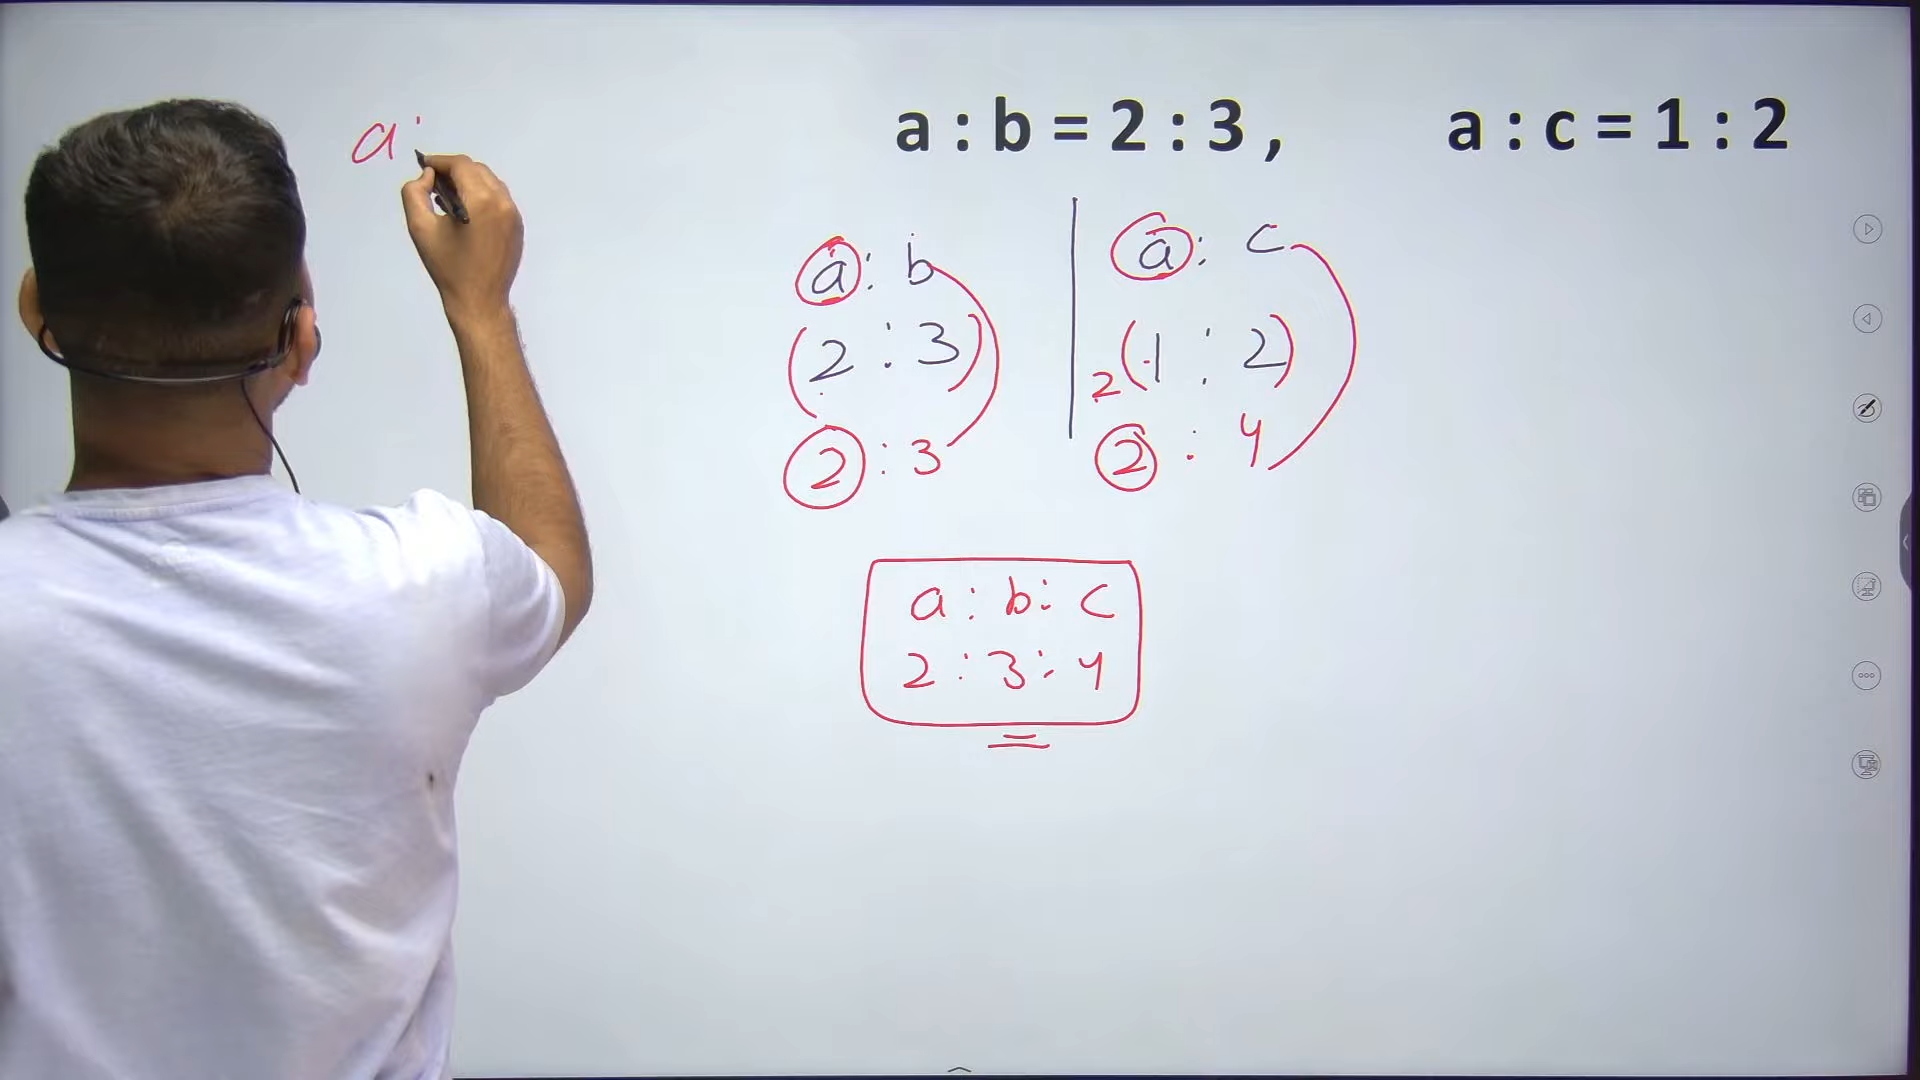 a : b = 2 : 3 , a : c = 1 : 2
a :
a : b
(2 : 3)
2 : 3
a : c
2(1 : 2)
2 : 4
a : b : c
2 : 3 : 4